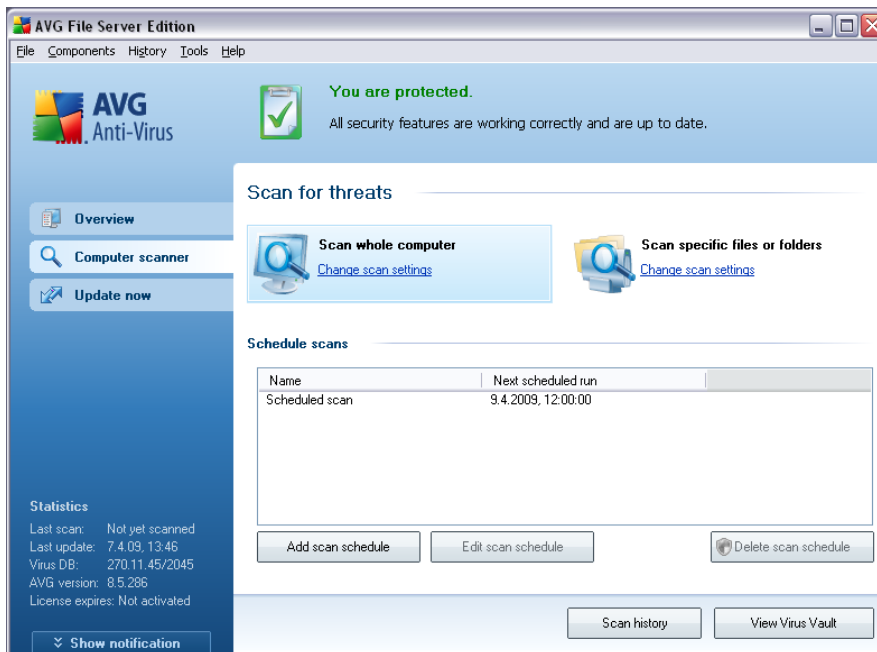 AVG File Server Edition
File Components History Tools Help
AVG
Anti-Virus
You are protected.
All security features are working correctly and are up to date.
Overview
Computer scanner
Update now
Scan for threats
Scan whole computer
Change scan settings
Scan specific files or folders
Change scan settings
Schedule scans
Name Next scheduled run
Scheduled scan 9.4.2009, 12:00:00
Add scan schedule Edit scan schedule Delete scan schedule
Statistics
Last scan: Not yet scanned
Last update: 7.4.09, 13:46
Virus DB: 270.11.45/2045
AVG version: 8.5.286
License expires: Not activated
Show notification
Scan history View Virus Vault